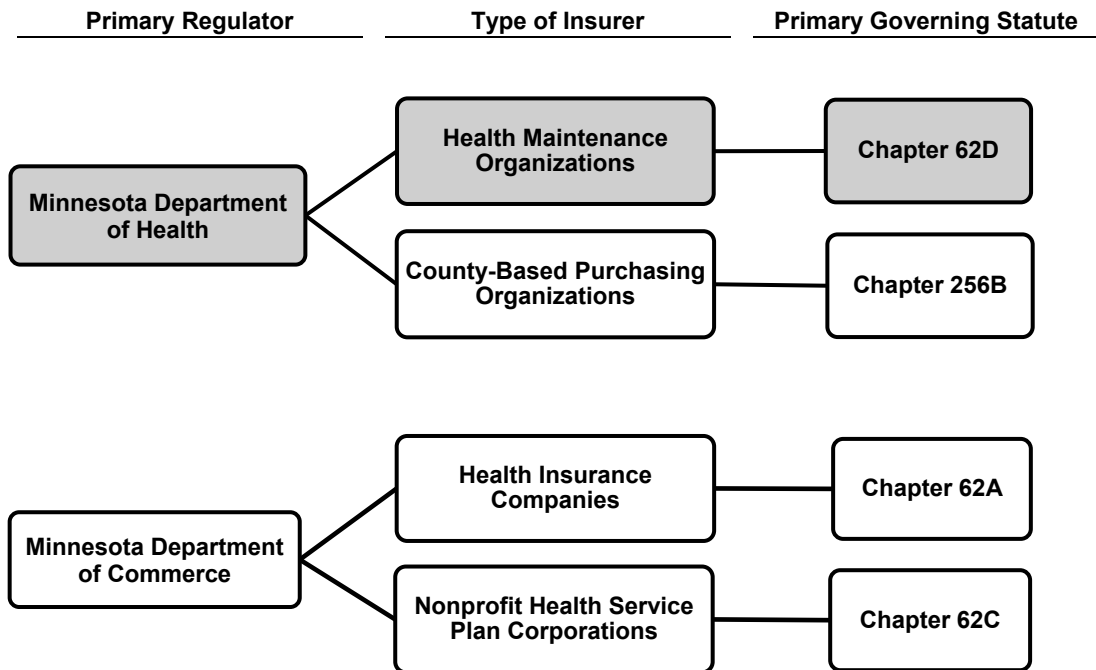 Primary Regulator
Type of Insurer
Primary Governing Statute
Minnesota Department
of Health
Health Maintenance
Organizations
Chapter 62D
County-Based Purchasing
Organizations
Chapter 256B
Minnesota Department
of Commerce
Health Insurance
Companies
Chapter 62A
Nonprofit Health Service
Plan Corporations
Chapter 62C